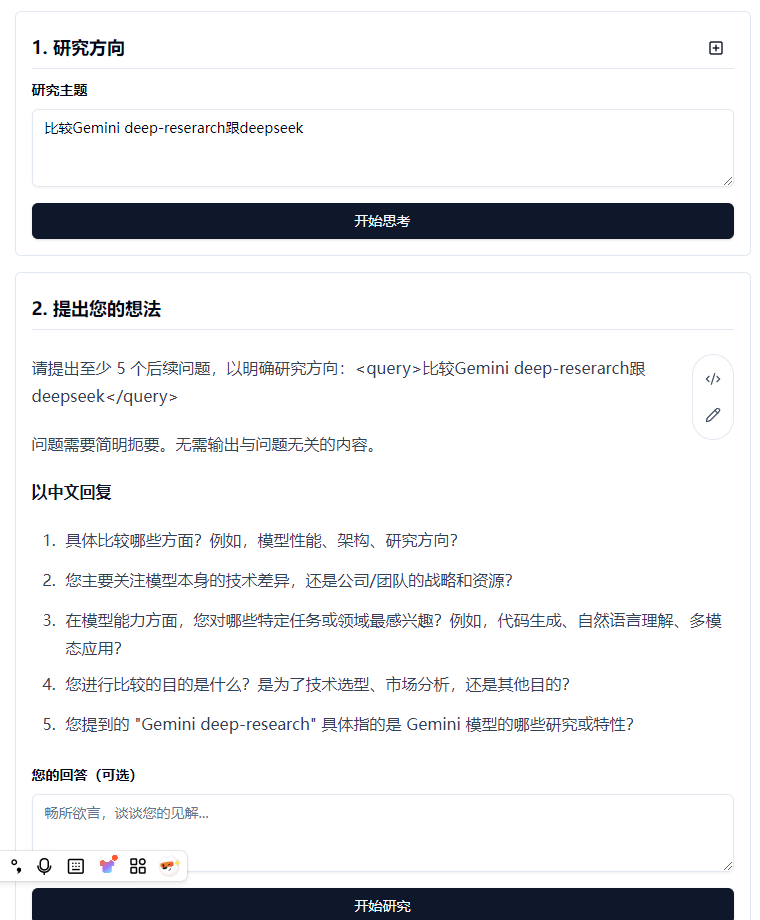 1. 研究方向
研究主题
比较Gemini deep-reserarch跟deepseek
开始思考
2. 提出您的想法
请提出至少 5 个后续问题，以明确研究方向：<query>比较Gemini deep-reserarch跟
deepseek</query>
问题需要简明扼要。无需输出与问题无关的内容。
以中文回复
1. 具体比较哪些方面？例如，模型性能、架构、研究方向？
2. 您主要关注模型本身的技术差异，还是公司/团队的战略和资源？
3. 在模型能力方面，您对哪些特定任务或领域最感兴趣？例如，代码生成、自然语言理解、多模
态应用？
4. 您进行比较的目的是什么？是为了技术选型、市场分析，还是其他目的？
5. 您提到的 "Gemini deep-research" 具体指的是 Gemini 模型的哪些研究或特性？
您的回答（可选）
畅所欲言，谈谈您的见解...
开始研究